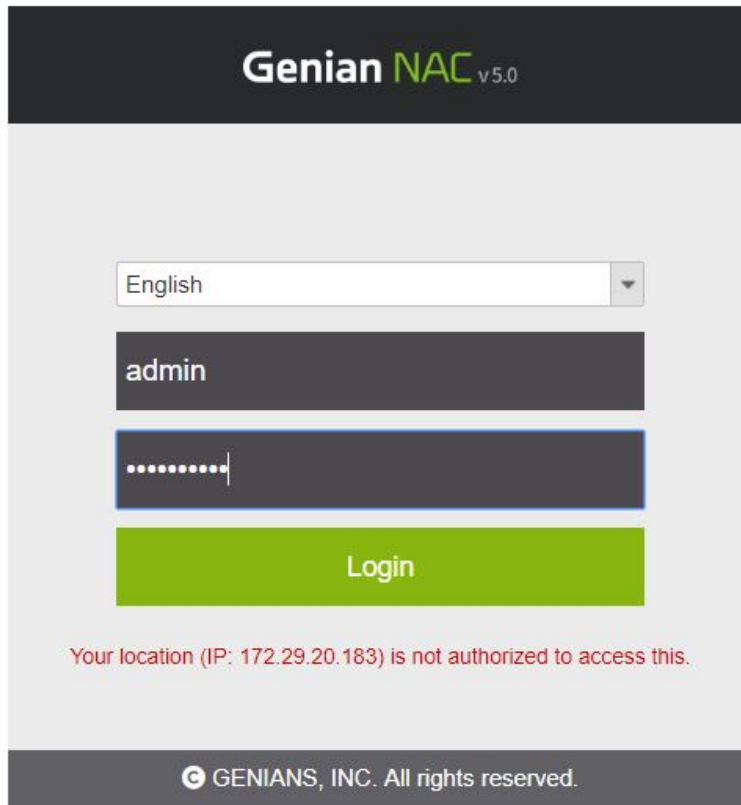 Genian NAC v5.0
English
admin
••••••••••
Login
Your location (IP: 172.29.20.183) is not authorized to access this.
© GENIANS, INC. All rights reserved.